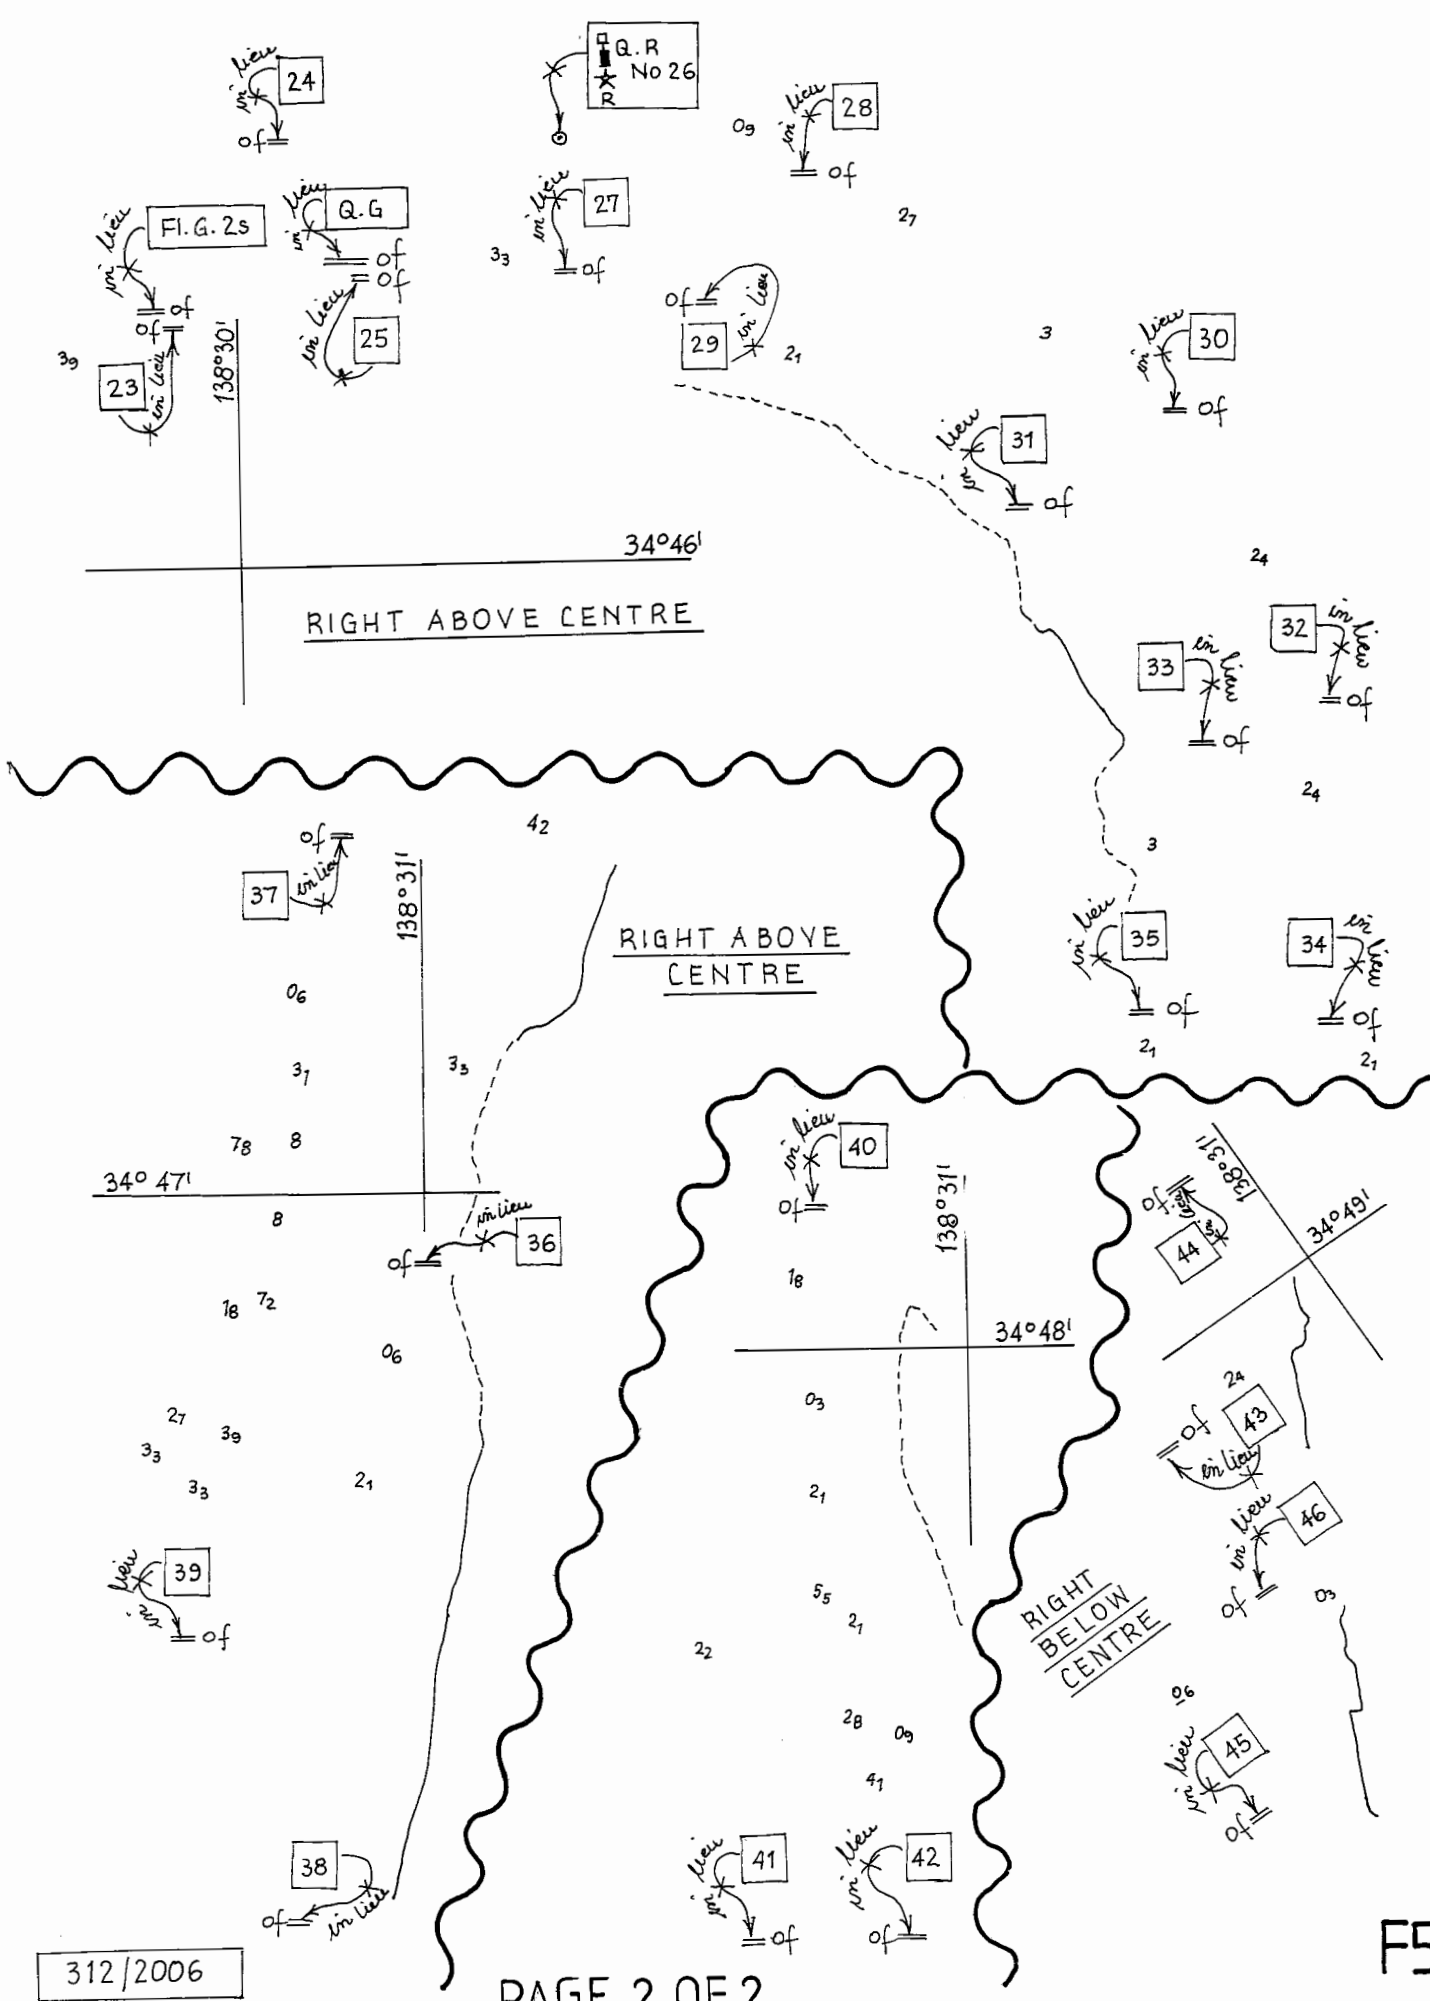 in lieu
24
of
Q.R
No 26
R
09
in lieu
28
of
in lieu
27
of
27
33
in lieu
Fl.G.2s
of
in lieu
Q.G
of
of
in lieu
25
of
39
23
in lieu
138°30'
of
29
in lieu
21
3
in lieu
30
of
in lieu
31
of
34°46'
RIGHT ABOVE CENTRE
24
32
in lieu
of
33
in lieu
of
24
3
in lieu
35
of
34
in lieu
of
21
21
42
of
37
in lieu
138°31'
RIGHT ABOVE
CENTRE
06
31
33
78
8
34° 47'
8
in lieu
36
of
18
72
06
27
39
33
33
21
in lieu
39
of
38
in lieu
of
in lieu
40
of
138°31'
18
34°48'
03
21
55
21
22
28
09
41
in lieu
41
of
in lieu
42
of
138°31'
34°49'
of
in lieu
44
24
43
of
in lieu
in lieu
46
of
03
RIGHT
BELOW
CENTRE
06
in lieu
45
of
312/2006
PAGE 2 OF 2
F5